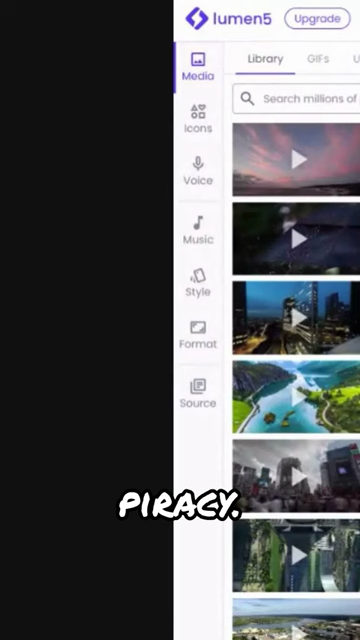 lumen5
Upgrade
Media
Library
GIFs
U
Search millions of
Icons
Voice
Music
Style
Format
Source
PIRACY.